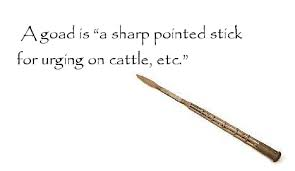 A goad is “a sharp pointed stick
for urging on cattle, etc.”